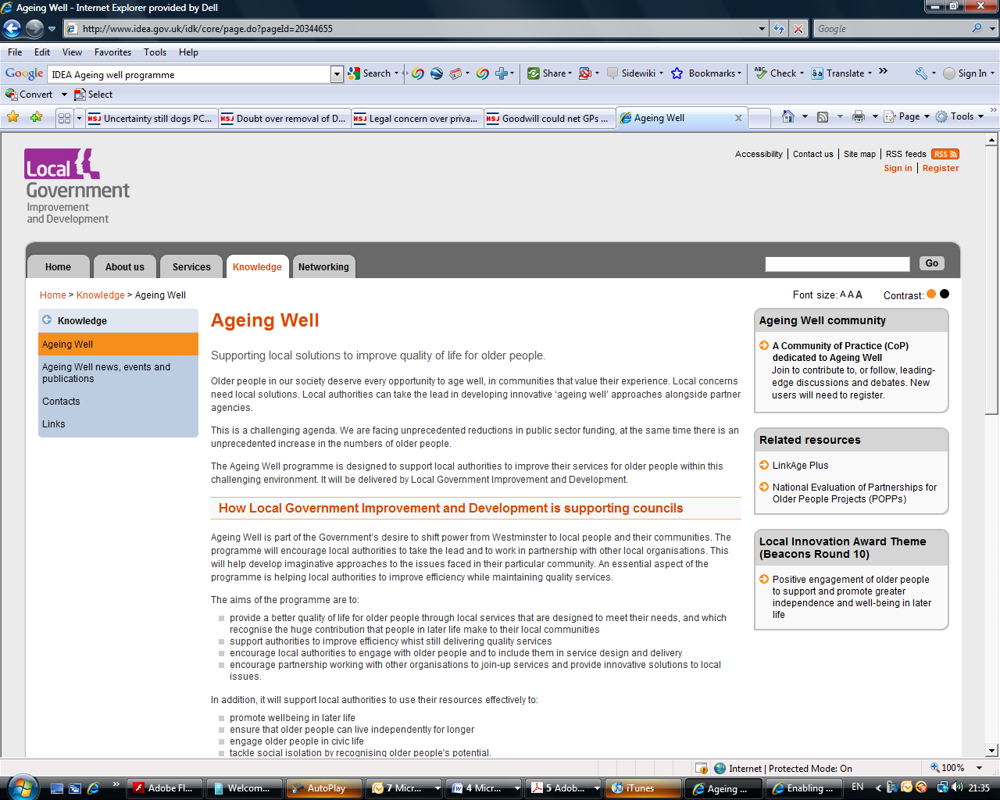 Ageing Well - Internet Explorer provided by Dell
http://www.idea.gov.uk/idk/core/page.do?pageId=20344655
Google
File Edit View Favorites Tools Help
Google IDEA Ageing well programme Search Share Sidewiki Bookmarks ABC Check aあ Translate Sign In
Convert Select
HSJ Uncertainty still dogs PC... HSJ Doubt over removal of D... HSJ Legal concern over priva... HSJ Goodwill could net GPs ... Ageing Well Page Tools
Local
Government
Improvement
and Development
Accessibility | Contact us | Site map | RSS feeds RSS
Sign in | Register
Home About us Services Knowledge Networking Go
Home > Knowledge > Ageing Well
Font size: A A A Contrast:
Knowledge
Ageing Well
Ageing Well news, events and
publications
Contacts
Links
Ageing Well
Supporting local solutions to improve quality of life for older people.
Older people in our society deserve every opportunity to age well, in communities that value their experience. Local concerns
need local solutions. Local authorities can take the lead in developing innovative ‘ageing well’ approaches alongside partner
agencies.
This is a challenging agenda. We are facing unprecedented reductions in public sector funding, at the same time there is an
unprecedented increase in the numbers of older people.
The Ageing Well programme is designed to support local authorities to improve their services for older people within this
challenging environment. It will be delivered by Local Government Improvement and Development.
How Local Government Improvement and Development is supporting councils
Ageing Well is part of the Government’s desire to shift power from Westminster to local people and their communities. The
programme will encourage local authorities to take the lead and to work in partnership with other local organisations. This
will help develop imaginative approaches to the issues faced in their particular community. An essential aspect of the
programme is helping local authorities to improve efficiency while maintaining quality services.
The aims of the programme are to:
provide a better quality of life for older people through local services that are designed to meet their needs, and which
recognise the huge contribution that people in later life make to their local communities
support authorities to improve efficiency whist still delivering quality services
encourage local authorities to engage with older people and to include them in service design and delivery
encourage partnership working with other organisations to join-up services and provide innovative solutions to local
issues.
In addition, it will support local authorities to use their resources effectively to:
promote wellbeing in later life
ensure that older people can live independently for longer
engage older people in civic life
tackle social isolation by recognising older people's potential.
Ageing Well community
A Community of Practice (CoP)
dedicated to Ageing Well
Join to contribute to, or follow, leading-
edge discussions and debates. New
users will need to register.
Related resources
LinkAge Plus
National Evaluation of Partnerships for
Older People Projects (POPPs)
Local Innovation Award Theme
(Beacons Round 10)
Positive engagement of older people
to support and promote greater
independence and well-being in later
life
Internet | Protected Mode: On
100%
Adobe Fl... Welcom... AutoPlay 7 Micr... 4 Micr... 5 Adob... iTunes Ageing ... Enabling ... EN 21:35